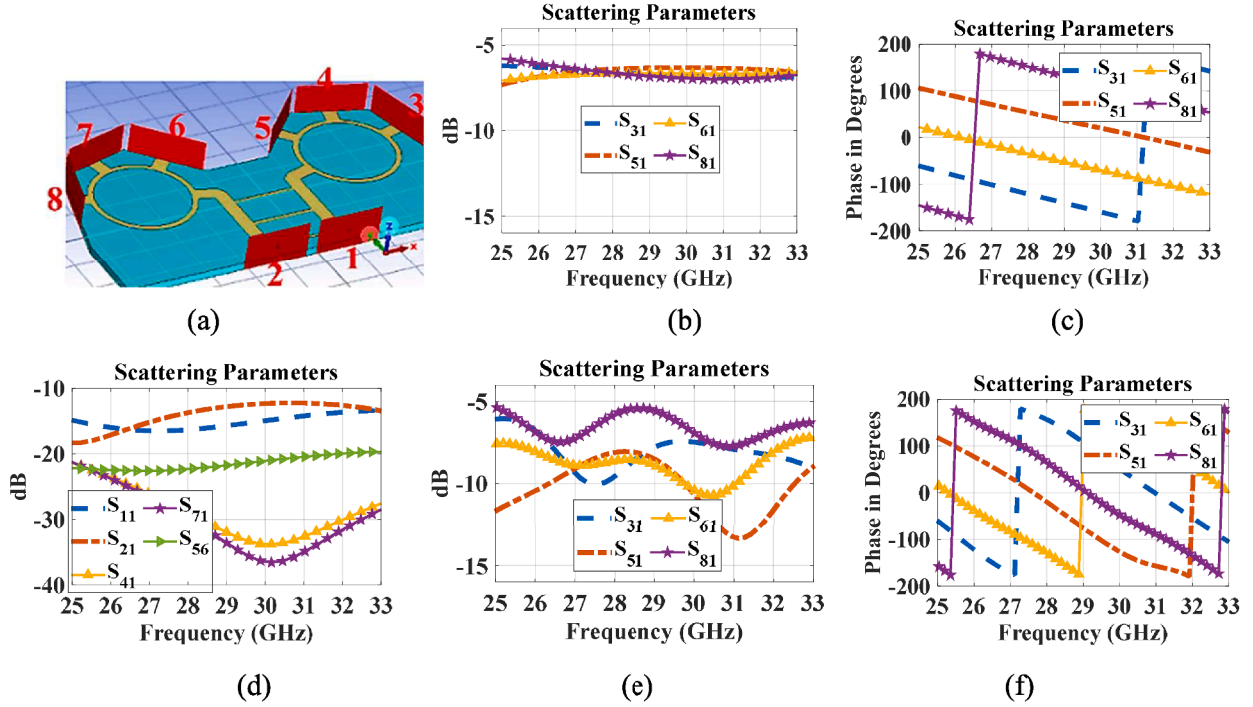 4
3
7
6
5
8
1
2
z
x
(a)
Scattering Parameters
-5
-10
-15
dB
S31 S61
S51 S81
25 26 27 28 29 30 31 32 33
Frequency (GHz)
(b)
Scattering Parameters
200
100
0
-100
-200
Phase in Degrees
S31 S61
S51 S81
25 26 27 28 29 30 31 32 33
Frequency (GHz)
(c)
Scattering Parameters
-10
-20
-30
-40
dB
S11 S71
S21 S56
S41
25 26 27 28 29 30 31 32 33
Frequency (GHz)
(d)
Scattering Parameters
-5
-10
-15
dB
S31 S61
S51 S81
25 26 27 28 29 30 31 32 33
Frequency (GHz)
(e)
Scattering Parameters
200
100
0
-100
-200
Phase in Degrees
S31 S61
S51 S81
25 26 27 28 29 30 31 32 33
Frequency (GHz)
(f)